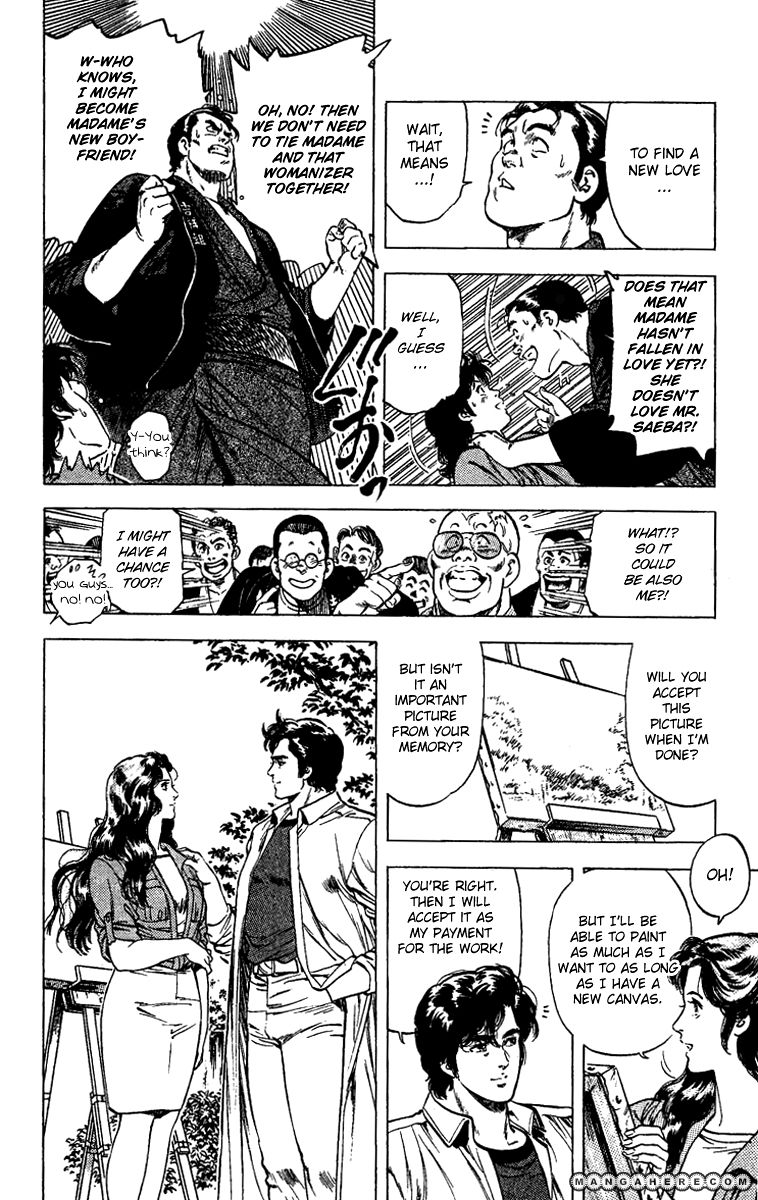 TO FIND A
NEW LOVE
...
WAIT,
THAT
MEANS
...!
DOES THAT
MEAN
MADAME
HASN'T
FALLEN IN
LOVE YET?!
SHE
DOESN'T
LOVE MR.
SAEBA?!
WELL,
I
GUESS
...
OH, NO! THEN
WE DON'T NEED
TO TIE MADAME
AND THAT
WOMANIZER
TOGETHER!
W-WHO
KNOWS,
I MIGHT
BECOME
MADAME'S
NEW BOY-
FRIEND!
Y-You
think?
WHAT!?
SO IT
COULD
BE ALSO
ME?!
I MIGHT
HAVE A
CHANCE
TOO?!
you guys...
no! no!
WILL YOU
ACCEPT
THIS
PICTURE
WHEN I'M
DONE?
BUT ISN'T
IT AN
IMPORTANT
PICTURE
FROM YOUR
MEMORY?
OH!
BUT I'LL BE
ABLE TO PAINT
AS MUCH AS I
WANT TO AS LONG
AS I HAVE A
NEW CANVAS.
YOU'RE RIGHT.
THEN I WILL
ACCEPT IT AS
MY PAYMENT
FOR THE WORK!
MANGAHERE.COM